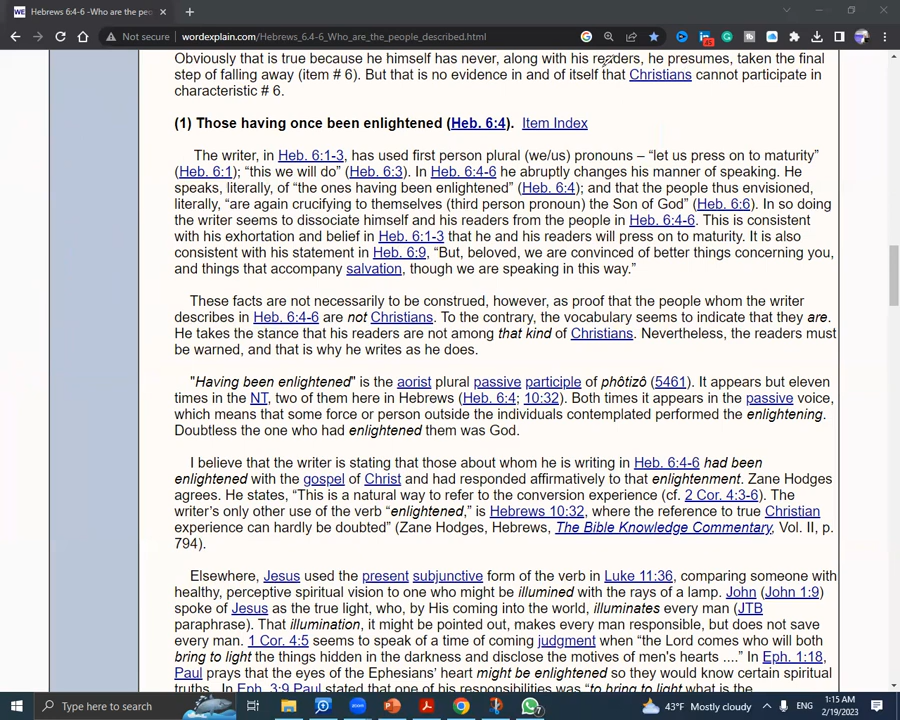 WE Hebrews 6:4-6 -Who are the peo
Not secure wordexplain.com/Hebrews_6.4-6_Who_are_the_people_described.html
45
Obviously that is true because he himself has never, along with his readers, he presumes, taken the final
step of falling away (item # 6). But that is no evidence in and of itself that Christians cannot participate in
characteristic # 6.
(1) Those having once been enlightened (Heb. 6:4). Item Index
The writer, in Heb. 6:1-3, has used first person plural (we/us) pronouns – “let us press on to maturity”
(Heb. 6:1); “this we will do” (Heb. 6:3). In Heb. 6:4-6 he abruptly changes his manner of speaking. He
speaks, literally, of “the ones having been enlightened” (Heb. 6:4); and that the people thus envisioned,
literally, “are again crucifying to themselves (third person pronoun) the Son of God” (Heb. 6:6). In so doing
the writer seems to dissociate himself and his readers from the people in Heb. 6:4-6. This is consistent
with his exhortation and belief in Heb. 6:1-3 that he and his readers will press on to maturity. It is also
consistent with his statement in Heb. 6:9, “But, beloved, we are convinced of better things concerning you,
and things that accompany salvation, though we are speaking in this way.”
These facts are not necessarily to be construed, however, as proof that the people whom the writer
describes in Heb. 6:4-6 are not Christians. To the contrary, the vocabulary seems to indicate that they are.
He takes the stance that his readers are not among that kind of Christians. Nevertheless, the readers must
be warned, and that is why he writes as he does.
"Having been enlightened" is the aorist plural passive participle of phôtizô (5461). It appears but eleven
times in the NT, two of them here in Hebrews (Heb. 6:4; 10:32). Both times it appears in the passive voice,
which means that some force or person outside the individuals contemplated performed the enlightening.
Doubtless the one who had enlightened them was God.
I believe that the writer is stating that those about whom he is writing in Heb. 6:4-6 had been
enlightened with the gospel of Christ and had responded affirmatively to that enlightenment. Zane Hodges
agrees. He states, “This is a natural way to refer to the conversion experience (cf. 2 Cor. 4:3-6). The
writer’s only other use of the verb “enlightened,” is Hebrews 10:32, where the reference to true Christian
experience can hardly be doubted” (Zane Hodges, Hebrews, The Bible Knowledge Commentary, Vol. II, p.
794).
Elsewhere, Jesus used the present subjunctive form of the verb in Luke 11:36, comparing someone with
healthy, perceptive spiritual vision to one who might be illumined with the rays of a lamp. John (John 1:9)
spoke of Jesus as the true light, who, by His coming into the world, illuminates every man (JTB
paraphrase). That illumination, it might be pointed out, makes every man responsible, but does not save
every man. 1 Cor. 4:5 seems to speak of a time of coming judgment when “the Lord comes who will both
bring to light the things hidden in the darkness and disclose the motives of men's hearts ....” In Eph. 1:18,
Paul prays that the eyes of the Ephesians’ heart might be enlightened so they would know certain spiritual
truths. In Eph. 3:9 Paul stated that one of his responsibilities was “to bring to light what is the
Type here to search
zoom
7
43°F Mostly cloudy
ENG
1:15 AM
2/19/2023